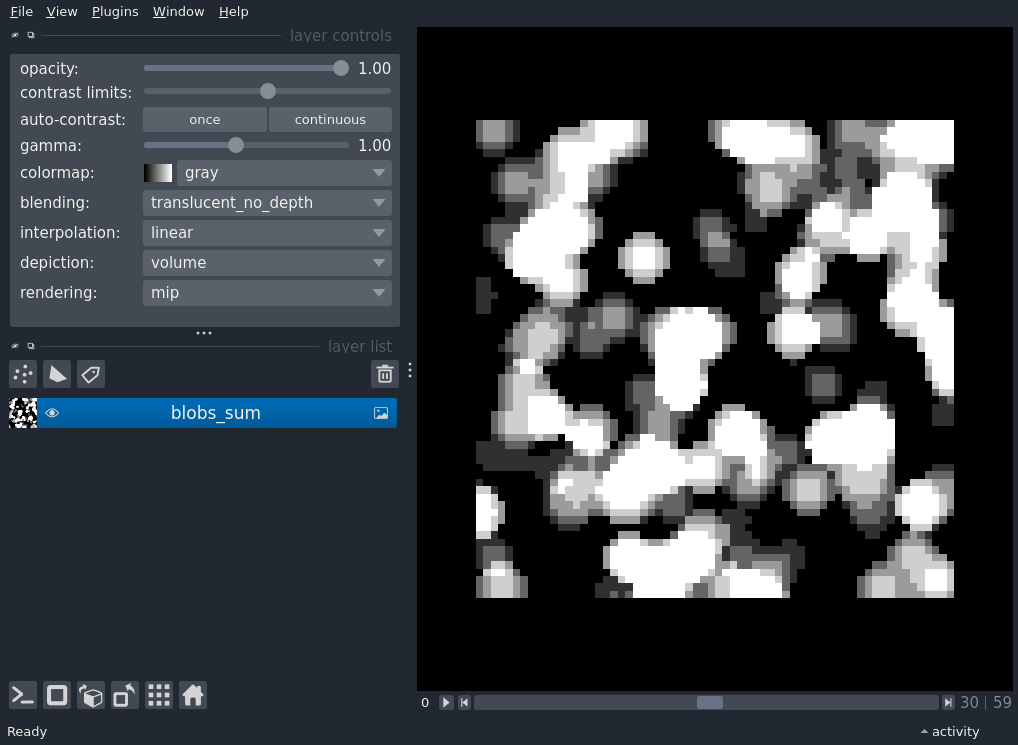 File View Plugins Window Help
layer controls
opacity: 1.00
contrast limits:
auto-contrast: once continuous
gamma: 1.00
colormap: gray
blending: translucent_no_depth
interpolation: linear
depiction: volume
rendering: mip
layer list
blobs_sum
0 30 | 59
Ready activity